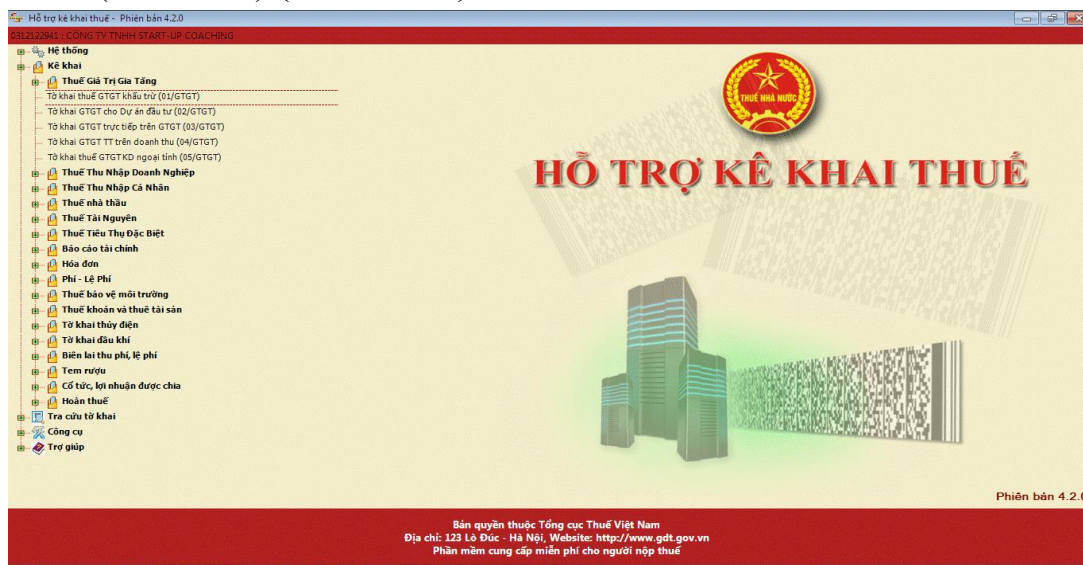 Hỗ trợ kê khai thuế - Phiên bản 4.2.0
0312122941 : CÔNG TY TNHH START-UP COACHING
Hệ thống
Kê khai
Thuế Giá Trị Gia Tăng
Tờ khai thuế GTGT khấu trừ (01/GTGT)
Tờ khai GTGT cho Dự án đầu tư (02/GTGT)
Tờ khai GTGT trực tiếp trên GTGT (03/GTGT)
Tờ khai GTGT TT trên doanh thu (04/GTGT)
Tờ khai thuế GTGT KD ngoại tỉnh (05/GTGT)
Thuế Thu Nhập Doanh Nghiệp
Thuế Thu Nhập Cá Nhân
Thuế nhà thầu
Thuế Tài Nguyên
Thuế Tiêu Thụ Đặc Biệt
Báo cáo tài chính
Hóa đơn
Phí - Lệ Phí
Thuế bảo vệ môi trường
Thuế khoán và thuê tài sản
Tờ khai thủy điện
Tờ khai dầu khí
Biên lai thu phí, lệ phí
Tem rượu
Cổ tức, lợi nhuận được chia
Hoàn thuế
Tra cứu tờ khai
Công cụ
Trợ giúp
THUẾ NHÀ NƯỚC
HỖ TRỢ KÊ KHAI THUẾ
Phiên bản 4.2.0
Bản quyền thuộc Tổng cục Thuế Việt Nam
Địa chỉ: 123 Lò Đúc - Hà Nội, Website: http://www.gdt.gov.vn
Phần mềm cung cấp miễn phí cho người nộp thuế